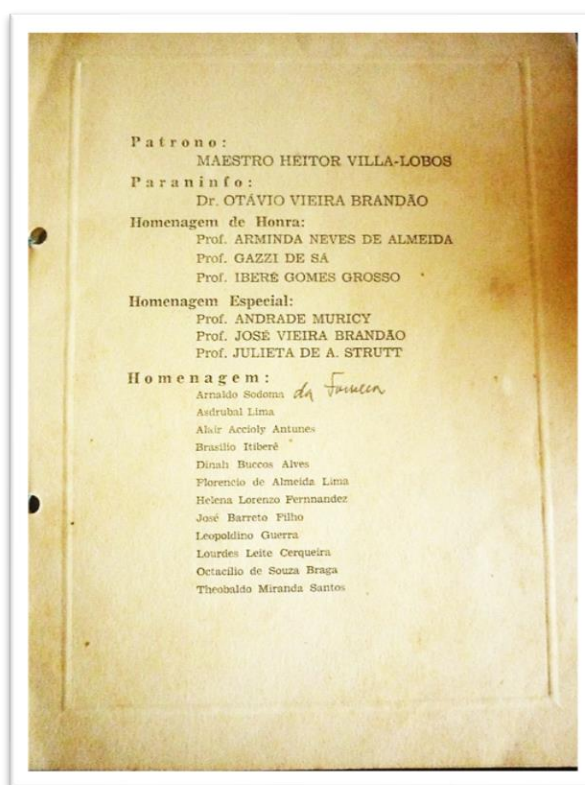 Patrono:
MAESTRO HEITOR VILLA-LOBOS
Paraninfo:
Dr. OTÁVIO VIEIRA BRANDÃO
Homenagem de Honra:
Prof. ARMINDA NEVES DE ALMEIDA
Prof. GAZZI DE SÁ
Prof. IBERÊ GOMES GROSSO
Homenagem Especial:
Prof. ANDRADE MURICY
Prof. JOSÉ VIEIRA BRANDÃO
Prof. JULIETA DE A. STRUTT
Homenagem:
Arnaldo Sodoma da Fonseca
Asdrubal Lima
Alair Accioly Antunes
Brasilio Itiberê
Dinah Buccos Alves
Florencio de Almeida Lima
Helena Lorenzo Fernnandez
José Barreto Filho
Leopoldino Guerra
Lourdes Leite Cerqueira
Octacilio de Souza Braga
Theobaldo Miranda Santos